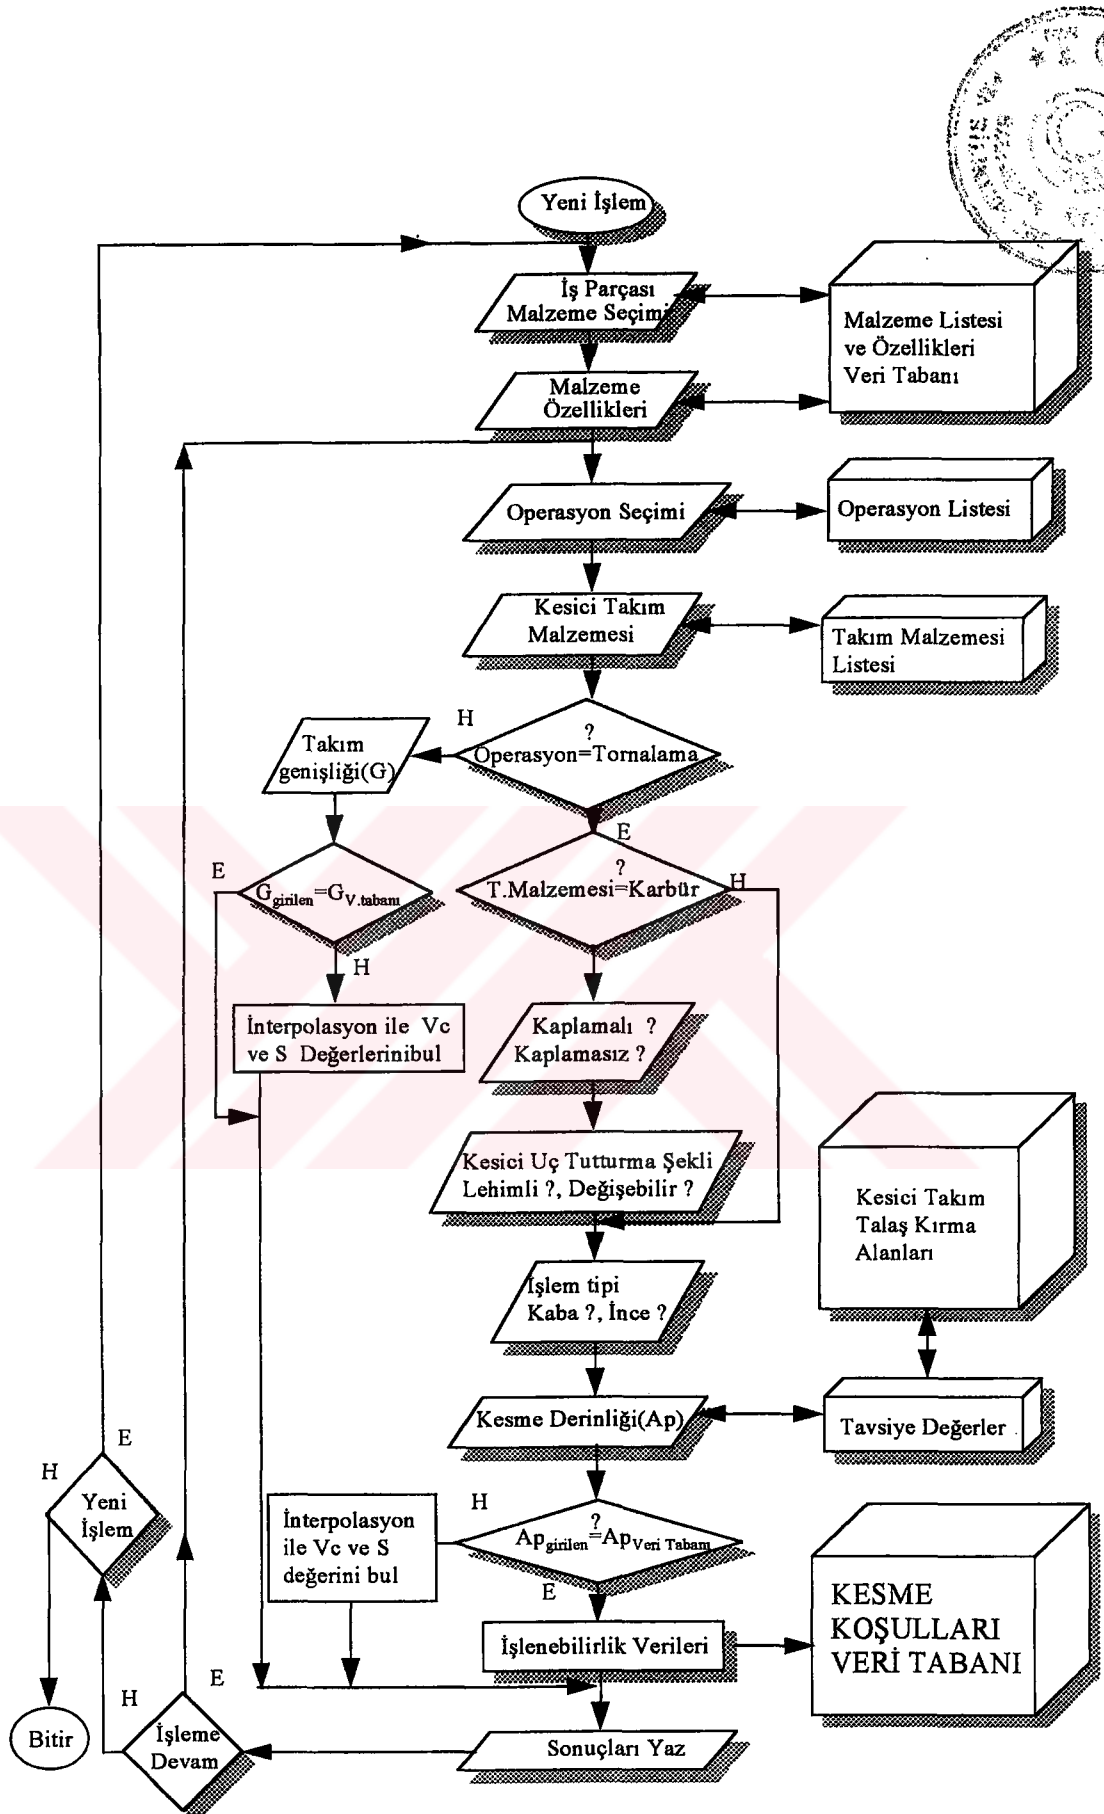 Yeni İşlem
İş Parçası
Malzeme Seçimi
Malzeme Listesi
ve Özellikleri
Veri Tabanı
Malzeme
Özellikleri
Operasyon Seçimi
Operasyon Listesi
Kesici Takım
Malzemesi
Takım Malzemesi
Listesi
H
?
Operasyon=Tornalama
Takım
genişliği(G)
E
E
G girilen=G V.tabanı
?
T.Malzemesi=Karbür
H
H
İnterpolasyon ile Vc
ve S Değerlerinibul
Kaplamalı ?
Kaplamasız ?
Kesici Uç Tutturma Şekli
Lehimli ?, Değişebilir ?
Kesici Takım
Talaş Kırma
Alanları
İşlem tipi
Kaba ?, İnce ?
Kesme Derinliği(Ap)
Tavsiye Değerler
E
H
Yeni
İşlem
H
İnterpolasyon
ile Vc ve S
değerini bul
?
Ap girilen=Ap Veri Tabanı
E
İşlenebilirlik Verileri
KESME
KOŞULLARI
VERİ TABANI
E
H
Bitir
İşleme
Devam
Sonuçları Yaz